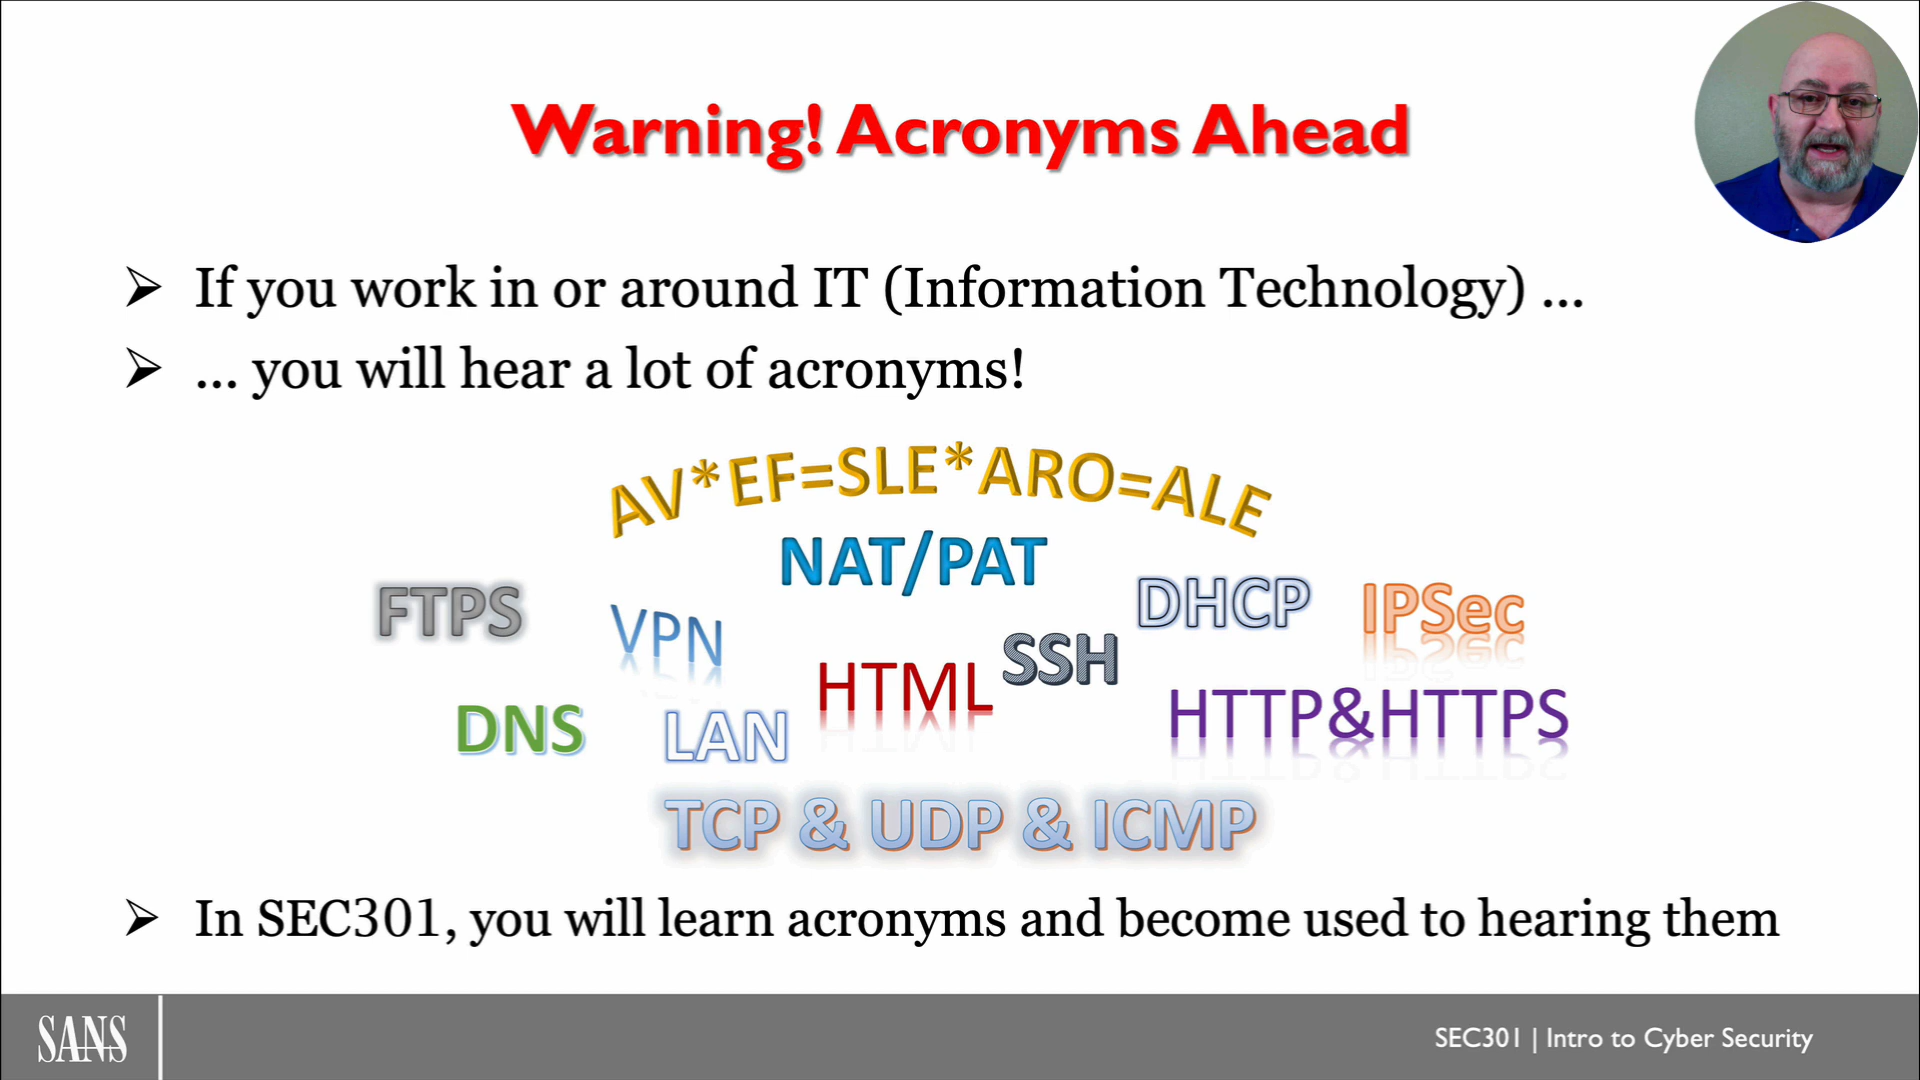 Warning! Acronyms Ahead
If you work in or around IT (Information Technology) ...
... you will hear a lot of acronyms!
AV*EF=SLE*ARO=ALE
NAT/PAT
FTPS
VPN
DHCP
IPSec
SSH
HTML
HTTP&HTTPS
DNS
LAN
TCP & UDP & ICMP
In SEC301, you will learn acronyms and become used to hearing them
SANS
SEC301 | Intro to Cyber Security